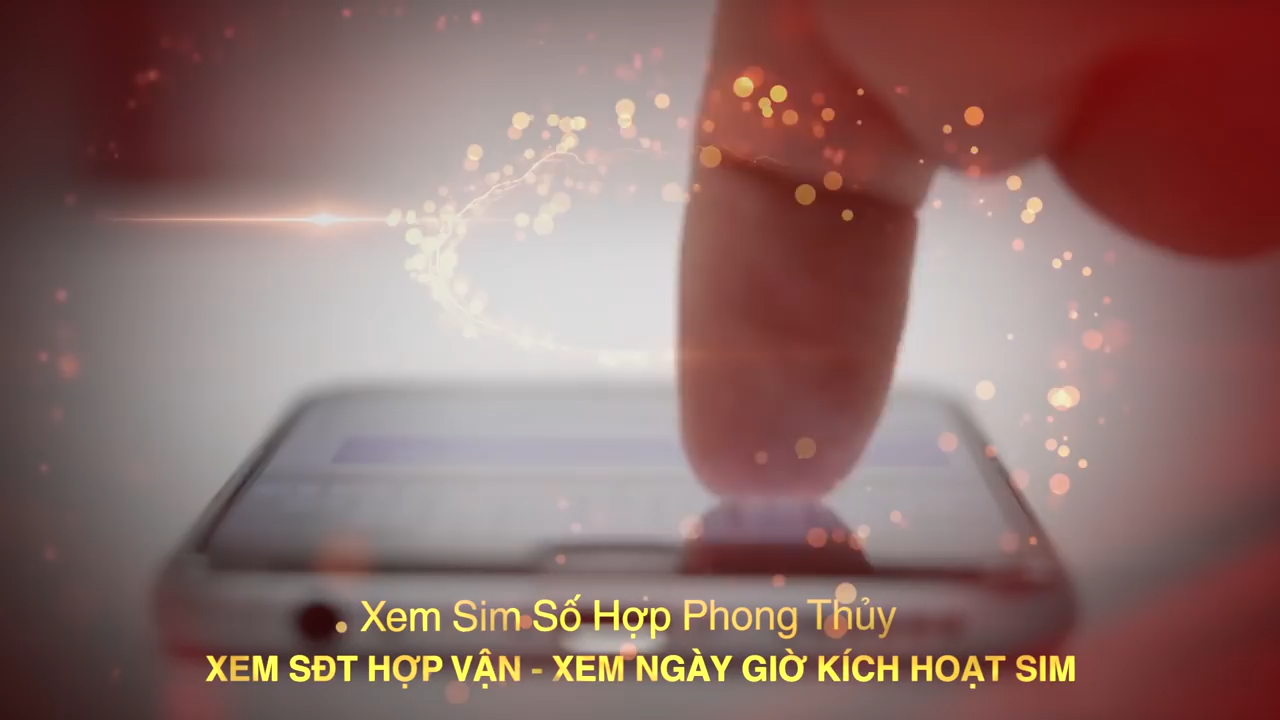 Xem Sim Số Hợp Phong Thủy
XEM SĐT HỢP VẬN - XEM NGÀY GIỜ KÍCH HOẠT SIM